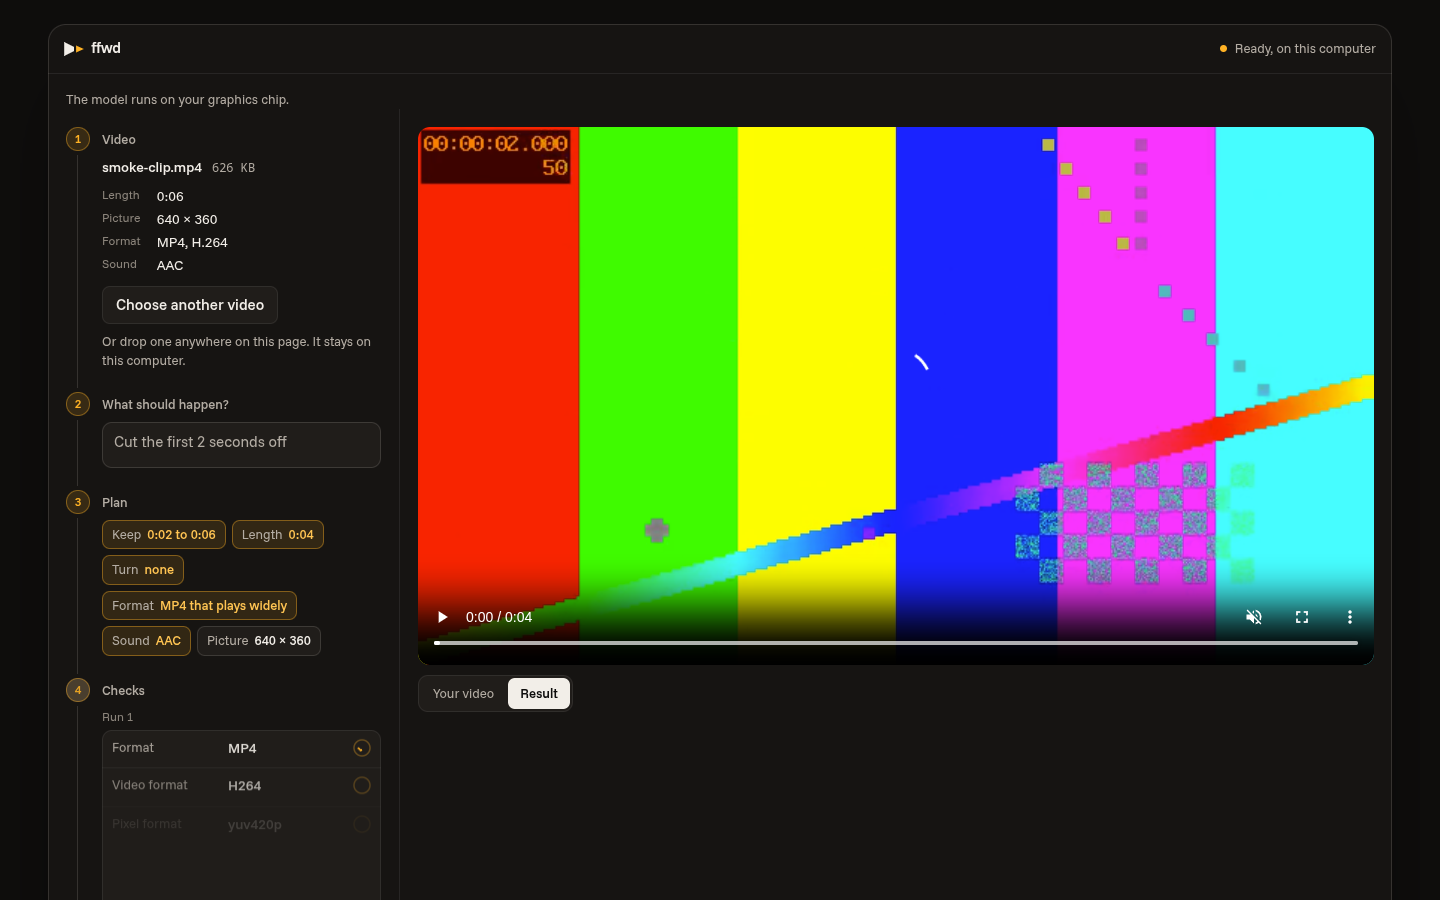 ffwd
Ready, on this computer
The model runs on your graphics chip.
1 Video
smoke-clip.mp4 626 KB
Length 0:06
Picture 640 × 360
Format MP4, H.264
Sound AAC
Choose another video
Or drop one anywhere on this page. It stays on
this computer.
2 What should happen?
Cut the first 2 seconds off
3 Plan
Keep 0:02 to 0:06 Length 0:04
Turn none
Format MP4 that plays widely
Sound AAC Picture 640 × 360
4 Checks
Run 1
Format MP4
Video format H264
Pixel format yuv420p
00:00:02.000
50
0:00 / 0:04
Your video Result